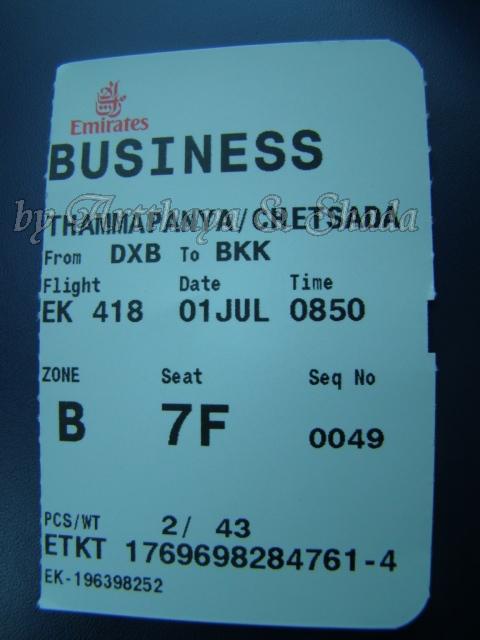 Emirates
BUSINESS
by Artthaya & Shada
THAMMAPANYA/CRETSADA
From DXB To BKK
Flight Date Time
EK 418 01JUL 0850
ZONE Seat Seq No
B 7F 0049
PCS/WT 2/ 43
ETKT 1769698284761-4
EK-196398252